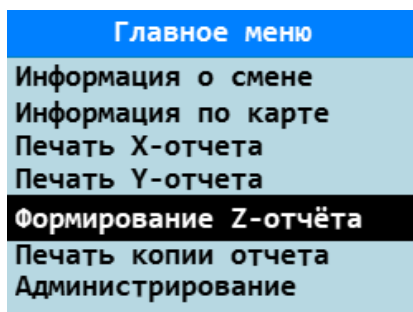 Главное меню
Информация о смене
Информация по карте
Печать X-отчета
Печать Y-отчета
Формирование Z-отчёта
Печать копии отчета
Администрирование